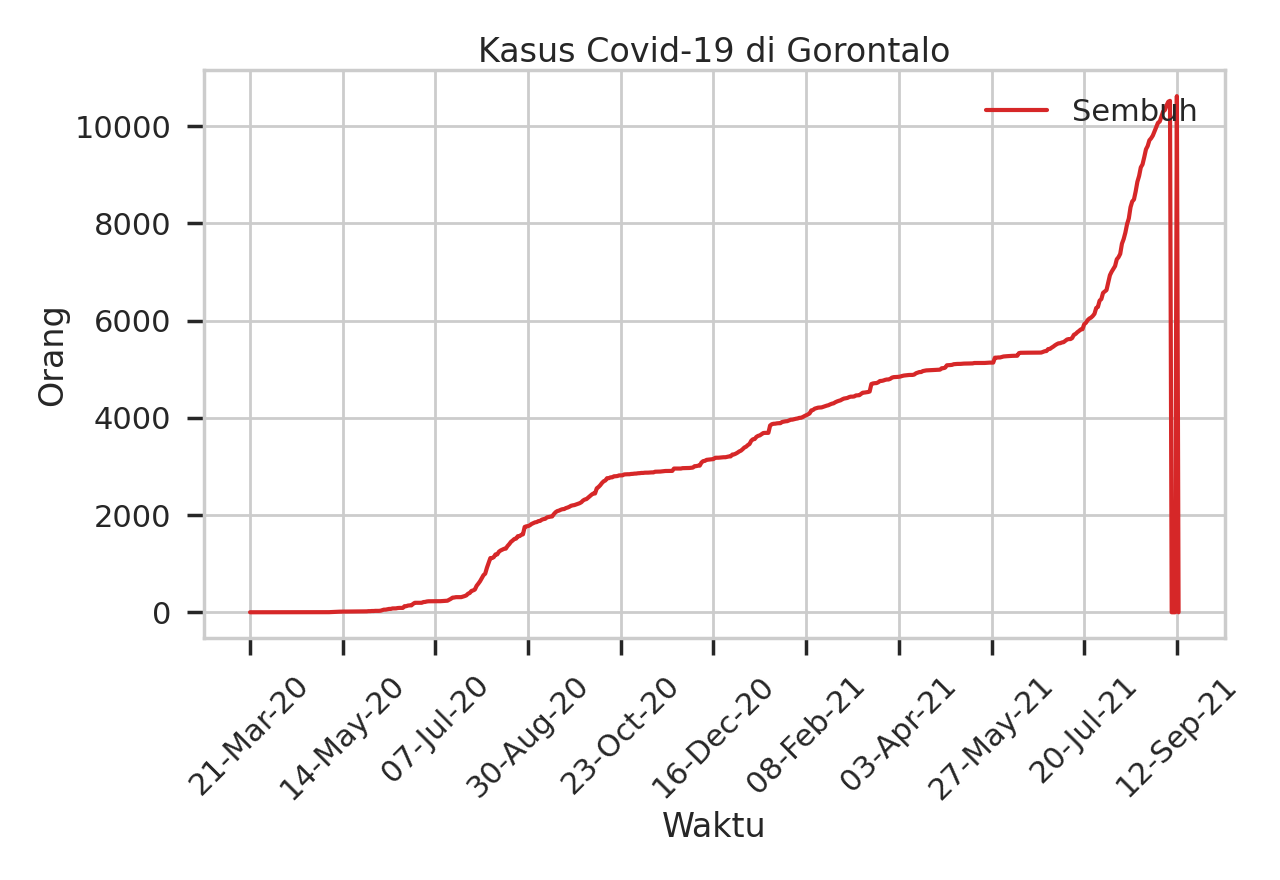 Kasus Covid-19 di Gorontalo
Sembuh
Orang
10000
8000
6000
4000
2000
0
21-Mar-20
14-May-20
07-Jul-20
30-Aug-20
23-Oct-20
16-Dec-20
08-Feb-21
03-Apr-21
27-May-21
20-Jul-21
12-Sep-21
Waktu